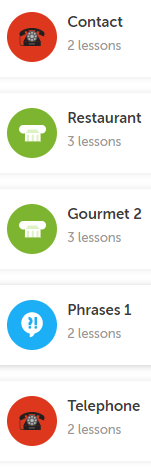 Contact
2 lessons
Restaurant
3 lessons
Gourmet 2
3 lessons
?!
Phrases 1
2 lessons
Telephone
2 lessons